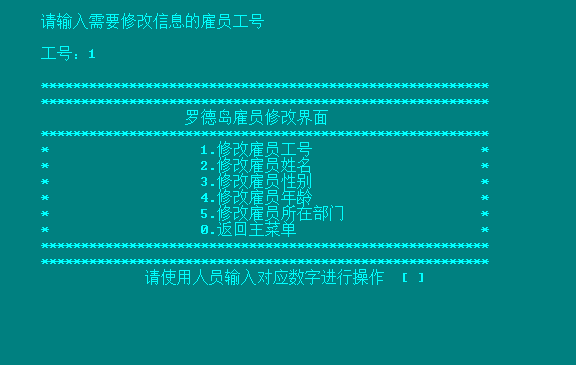 请输入需要修改信息的雇员工号
工号：1
********************************************************
********************************************************
罗德岛雇员修改界面
********************************************************
* 1.修改雇员工号 *
* 2.修改雇员姓名 *
* 3.修改雇员性别 *
* 4.修改雇员年龄 *
* 5.修改雇员所在部门 *
* 0.返回主菜单 *
********************************************************
********************************************************
请使用人员输入对应数字进行操作 [ ]